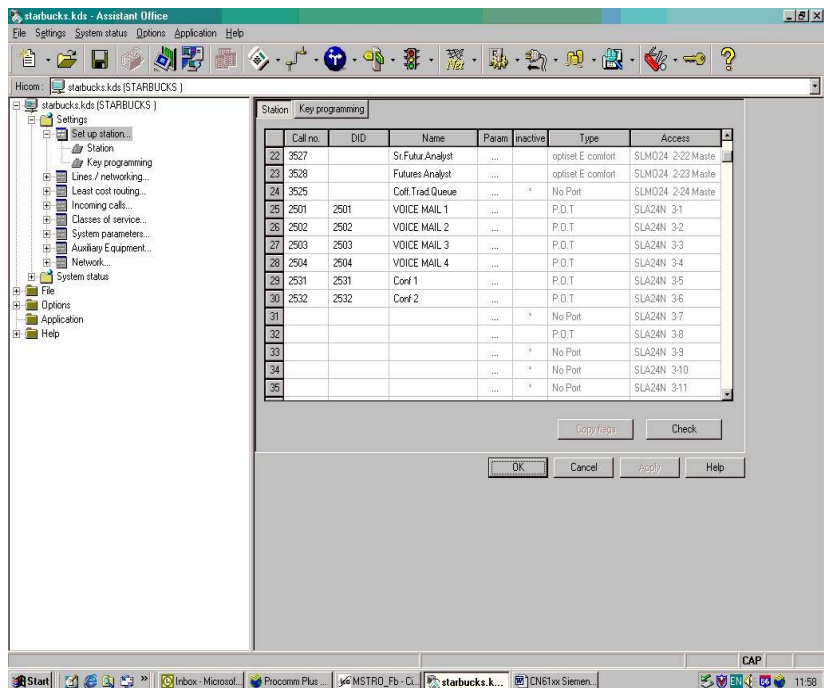 starbucks.kds - Assistant Office
File Settings System status Options Application Help
Hicom: starbucks.kds (STARBUCKS )
starbucks.kds (STARBUCKS )
Settings
Set up station...
Station
Key programming
Lines / networking...
Least cost routing...
Incoming calls...
Classes of service...
System parameters...
Auxiliary Equipment...
Network...
System status
File
Options
Application
Help
Station Key programming
Call no. DID Name Param inactive Type Access
22 3527 Sr.Futur.Analyst ... optiset E comfort SLMO24 2-22 Maste
23 3528 Futures Analyst ... optiset E comfort SLMO24 2-23 Maste
24 3525 Coff.Trad.Queue ... * No Port SLMO24 2-24 Maste
25 2501 2501 VOICE MAIL 1 ... P.O.T SLA24N 3-1
26 2502 2502 VOICE MAIL 2 ... P.O.T SLA24N 3-2
27 2503 2503 VOICE MAIL 3 ... P.O.T SLA24N 3-3
28 2504 2504 VOICE MAIL 4 ... P.O.T SLA24N 3-4
29 2531 2531 Conf 1 ... P.O.T SLA24N 3-5
30 2532 2532 Conf 2 ... P.O.T SLA24N 3-6
31 ... * No Port SLA24N 3-7
32 ... P.O.T SLA24N 3-8
33 ... * No Port SLA24N 3-9
34 ... * No Port SLA24N 3-10
35 ... * No Port SLA24N 3-11
Copy flags Check
OK Cancel Apply Help
CAP
Start » Inbox - Microsof... Procomm Plus ... MSTRO_Fb - Ci... starbucks.k... CN61xx Siemen... EN 11:58